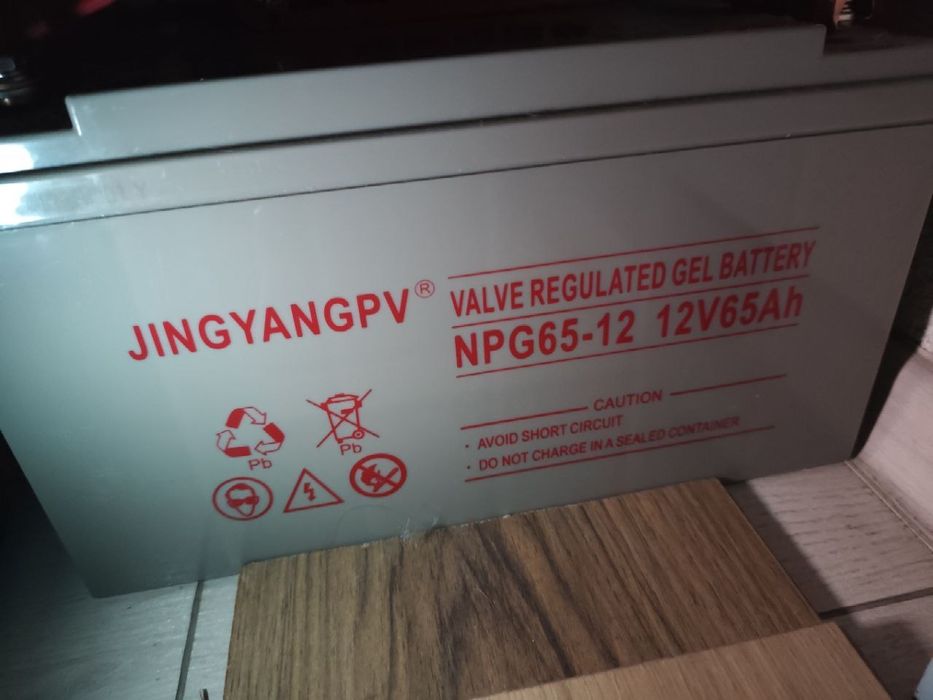 JINGYANGPV®
VALVE REGULATED GEL BATTERY
NPG65-12 12V65Ah
CAUTION
· AVOID SHORT CIRCUIT
· DO NOT CHARGE IN A SEALED CONTAINER
Pb
Pb